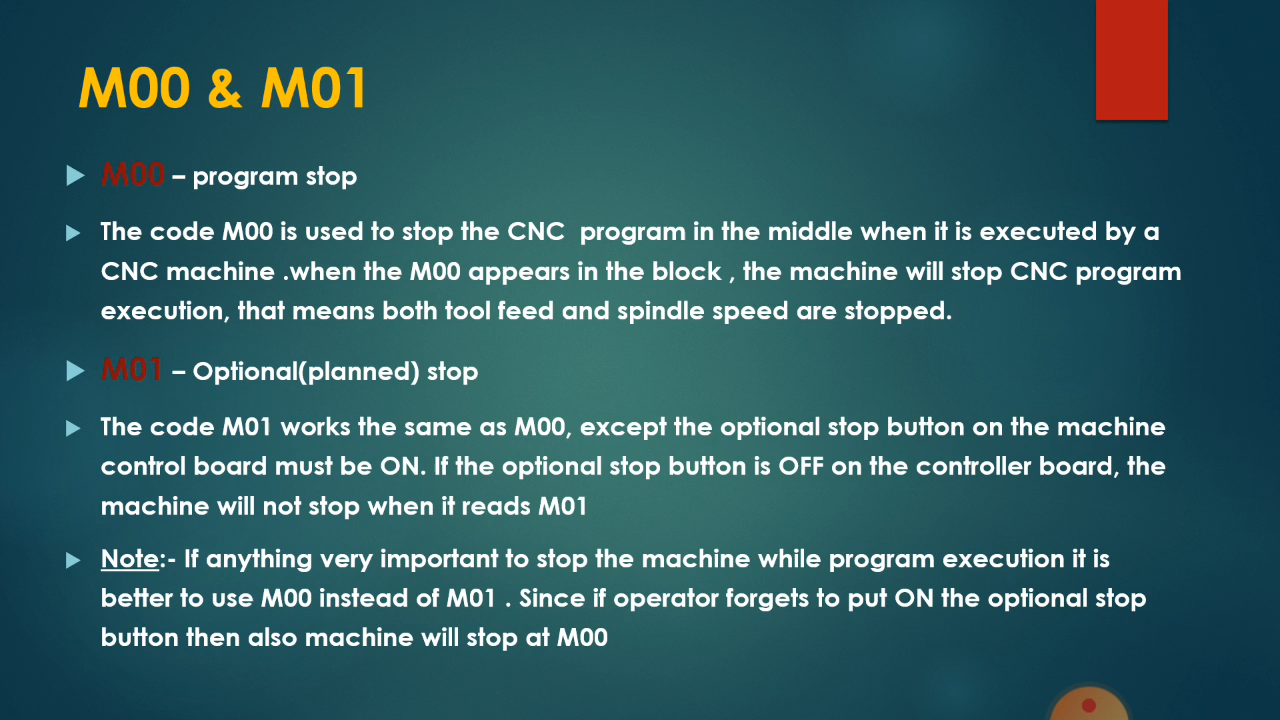 M00 & M01
M00 – program stop
The code M00 is used to stop the CNC  program in the middle when it is executed by a
CNC machine .when the M00 appears in the block , the machine will stop CNC program
execution, that means both tool feed and spindle speed are stopped.
M01 – Optional(planned) stop
The code M01 works the same as M00, except the optional stop button on the machine
control board must be ON. If the optional stop button is OFF on the controller board, the
machine will not stop when it reads M01
Note:- If anything very important to stop the machine while program execution it is
better to use M00 instead of M01 . Since if operator forgets to put ON the optional stop
button then also machine will stop at M00